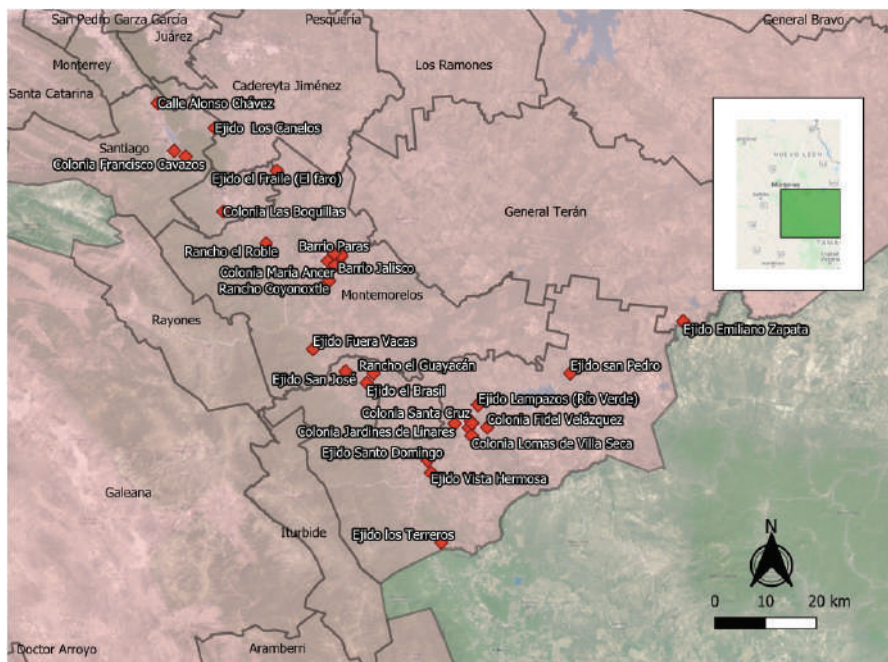 San Pedro Garza García
Pesquería
General Bravo
Juárez
Monterrey
Los Ramones
Cadereyta Jiménez
Santa Catarina
Calle Alonso Chávez
Ejido Los Canelos
Santiago
Colonia Francisco Cavazos
Ejido el Fraile (El faro)
NUEVO LEON
Colonia Las Boquillas
General Terán
Rancho el Roble
Barrio Paras
Colonia María Ancer
Barrio Jalisco
Rancho Coyonoxtle
Montemorelos
Rayones
Ejido Emiliano Zapata
Ejido Fuera Vacas
Rancho el Guayacán
Ejido san Pedro
Ejido San José
Ejido el Brasil
Ejido Lampazos (Río Verde)
Colonia Santa Cruz
Colonia Fidel Velázquez
Colonia Jardines de Linares
Colonia Lomas de Villa Seca
Ejido Santo Domingo
Ejido Vista Hermosa
Galeana
Iturbide
Ejido los Terreros
N
0 10 20 km
Doctor Arroyo
Aramberri